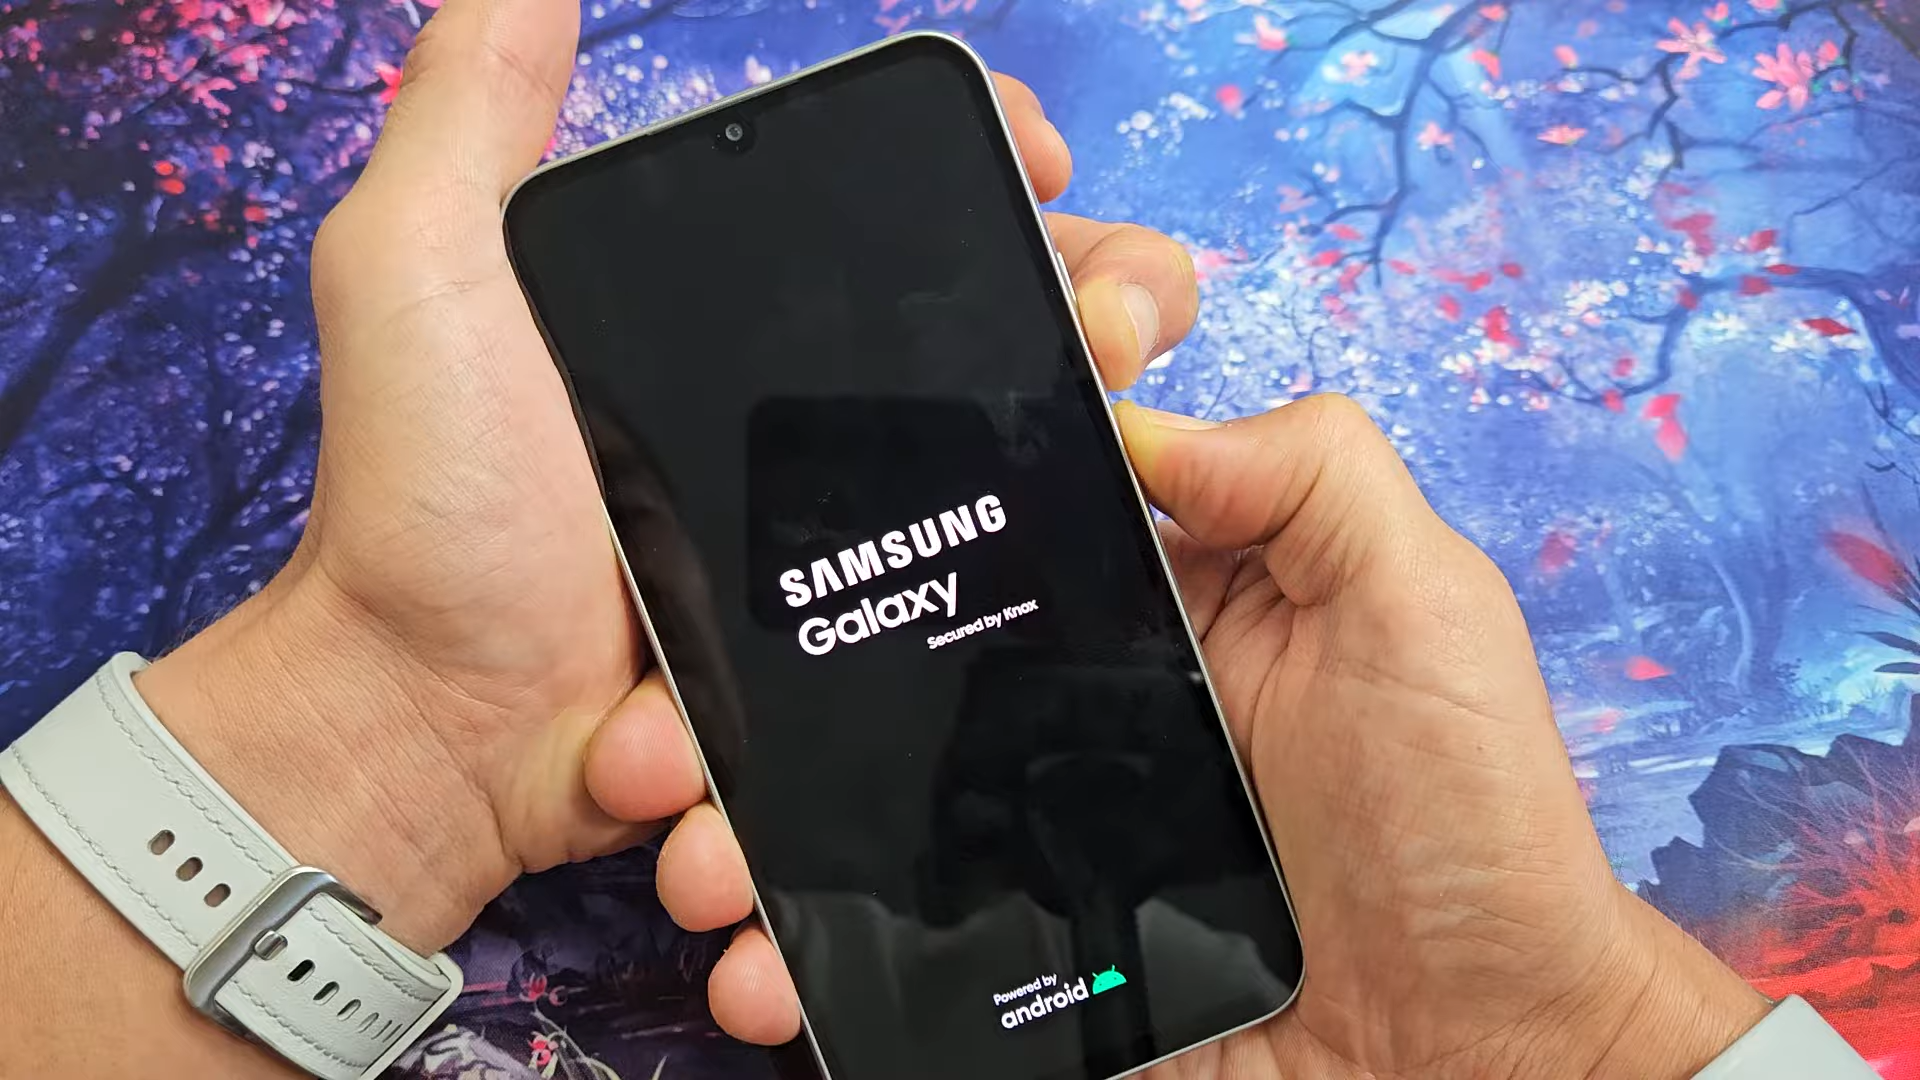 SAMSUNG
Galaxy
Secured by Knox
Powered by
android